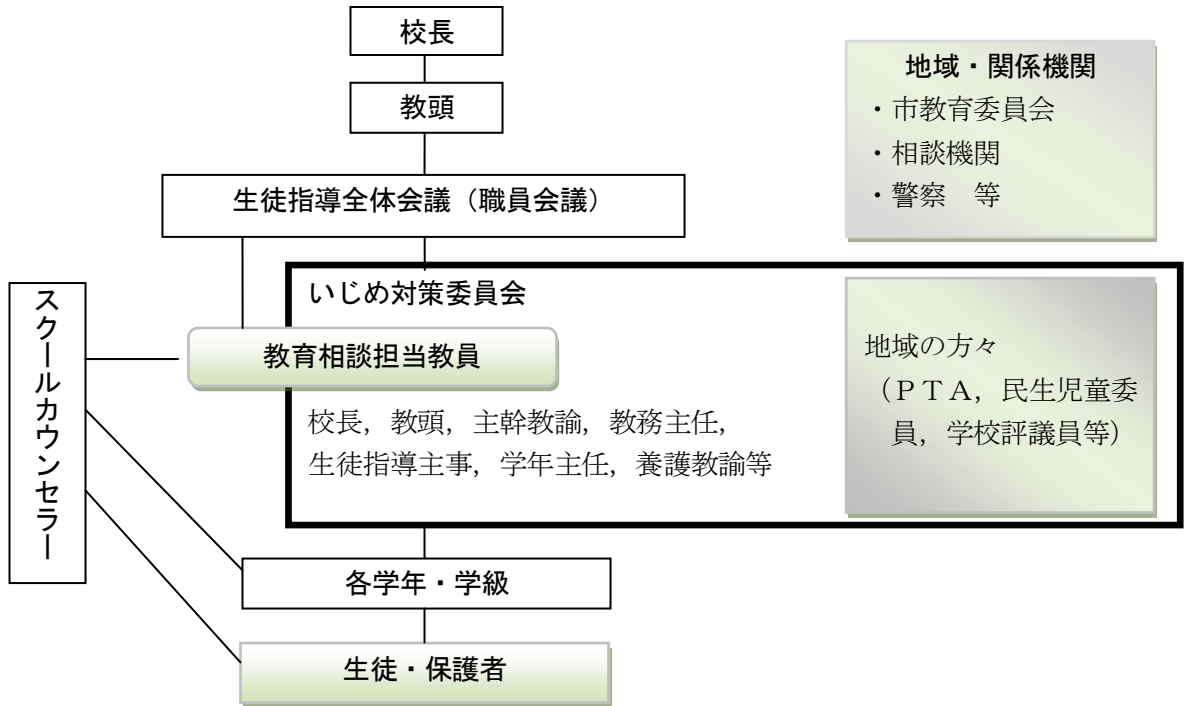 校長
教頭
生徒指導全体会議（職員会議）
地域・関係機関
・市教育委員会
・相談機関
・警察　等
スクールカウンセラー
いじめ対策委員会
教育相談担当教員
校長，教頭，主幹教諭，教務主任，
生徒指導主事，学年主任，養護教諭等
地域の方々
（ＰＴＡ，民生児童委
員，学校評議員等）
各学年・学級
生徒・保護者